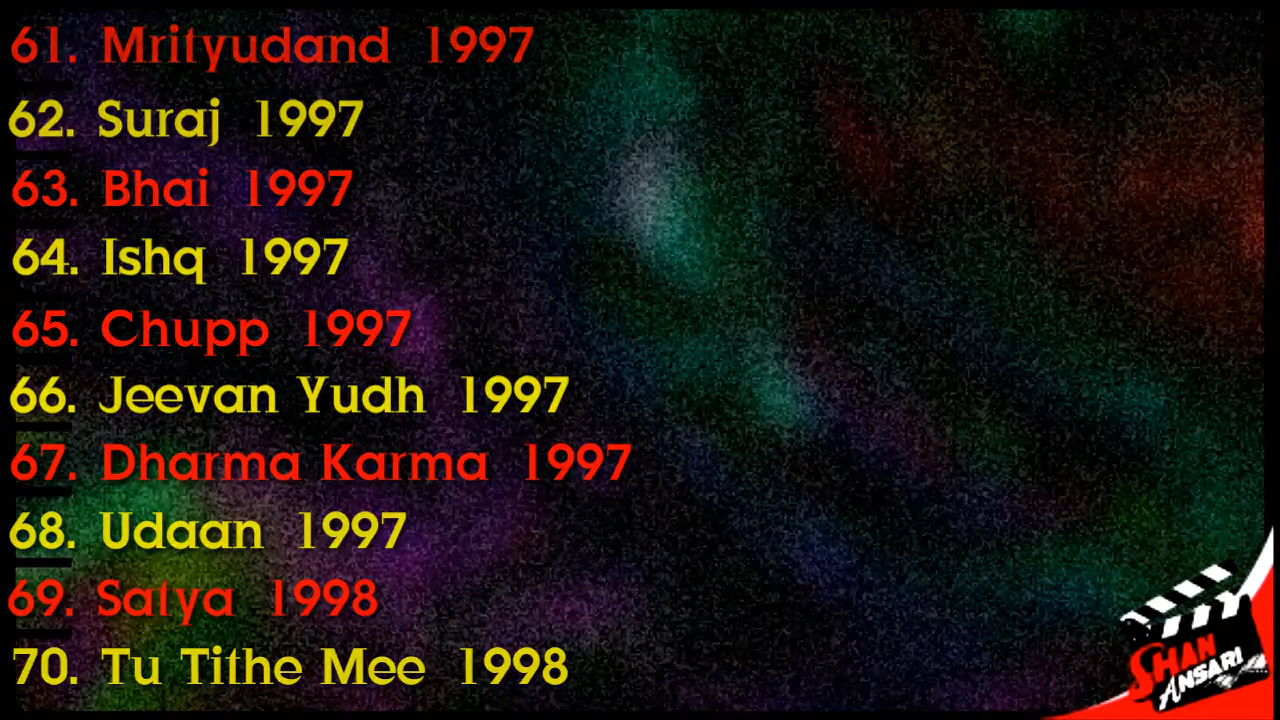 61. Mrityudand 1997
62. Suraj 1997
63. Bhai 1997
64. Ishq 1997
65. Chupp 1997
66. Jeevan Yudh 1997
67. Dharma Karma 1997
68. Udaan 1997
69. Satya 1998
70. Tu Tithe Mee 1998
SHAN
ANSARI